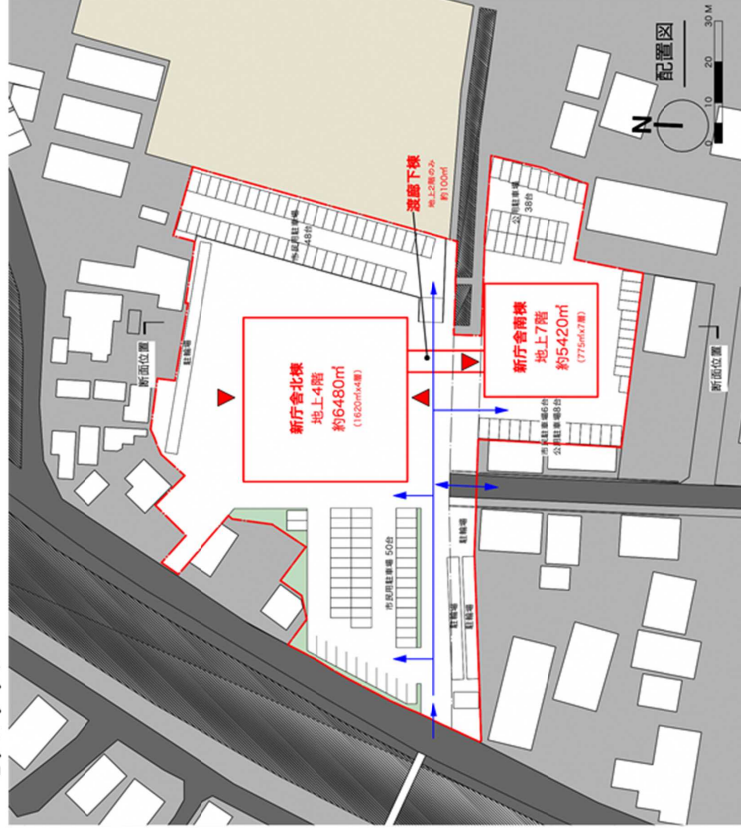 配置図
N
0 10 20 30 M
渡廊下棟
地上2階のみ
約100㎡
市民用駐車場
48台
公用駐車場
38台
駐輪場
断面位置
新庁舎北棟
地上4階
約6480㎡
(1620㎡x4層)
新庁舎南棟
地上7階
約5420㎡
(775㎡x7層)
断面位置
市民駐車場6台
公用駐車場8台
市民用駐車場 50台
駐輪場
駐輪場
駐輪場